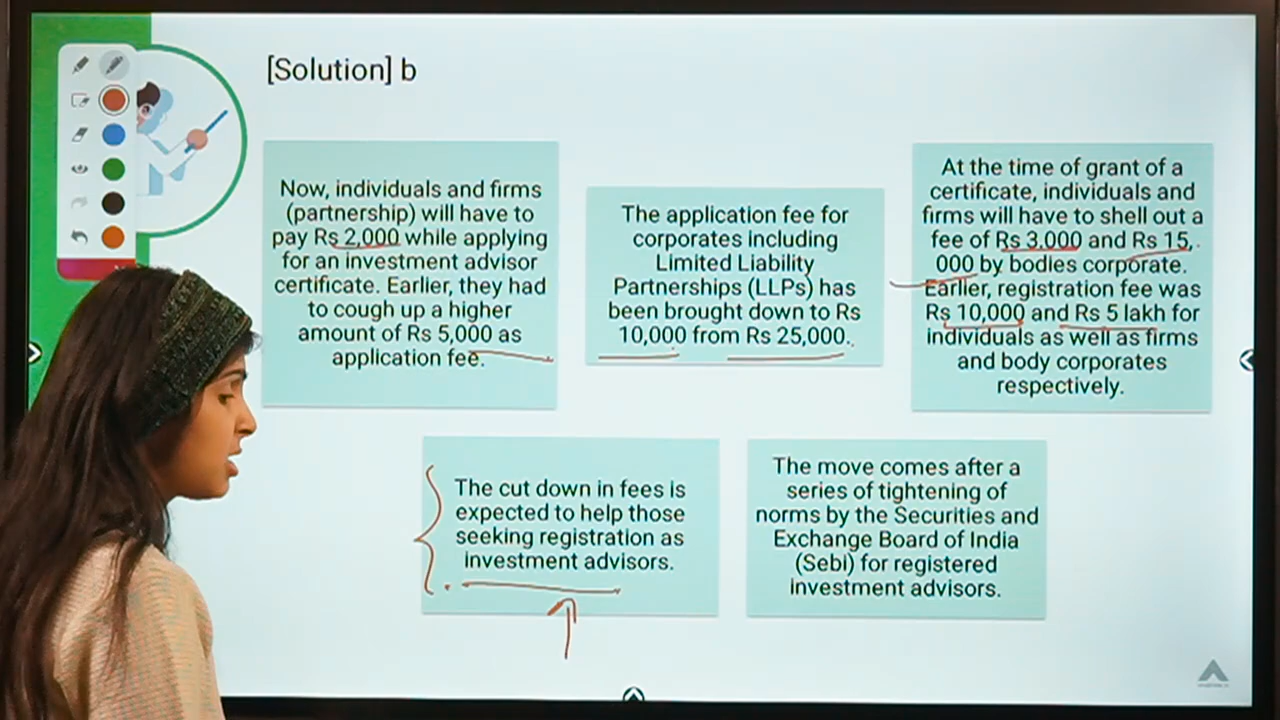 [Solution] b
Now, individuals and firms
(partnership) will have to
pay Rs 2,000 while applying
for an investment advisor
certificate. Earlier, they had
to cough up a higher
amount of Rs 5,000 as
application fee.
The application fee for
corporates including
Limited Liability
Partnerships (LLPs) has
been brought down to Rs
10,000 from Rs 25,000.
At the time of grant of a
certificate, individuals and
firms will have to shell out a
fee of Rs 3,000 and Rs 15,
000 by bodies corporate.
Earlier, registration fee was
Rs 10,000 and Rs 5 lakh for
individuals as well as firms
and body corporates
respectively.
The cut down in fees is
expected to help those
seeking registration as
investment advisors.
The move comes after a
series of tightening of
norms by the Securities and
Exchange Board of India
(Sebi) for registered
investment advisors.